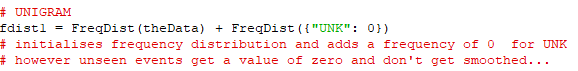 # UNIGRAM
fdist1 = FreqDist(theData) + FreqDist({"UNK": 0})
# initialises frequency distribution and adds a frequency of 0  for UNK
# however unseen events get a value of zero and don't get smoothed...